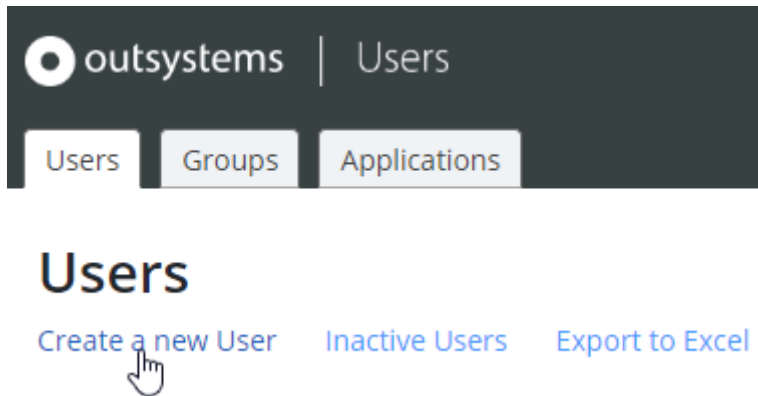 outsystems | Users
Users Groups Applications
Users
Create a new User Inactive Users Export to Excel